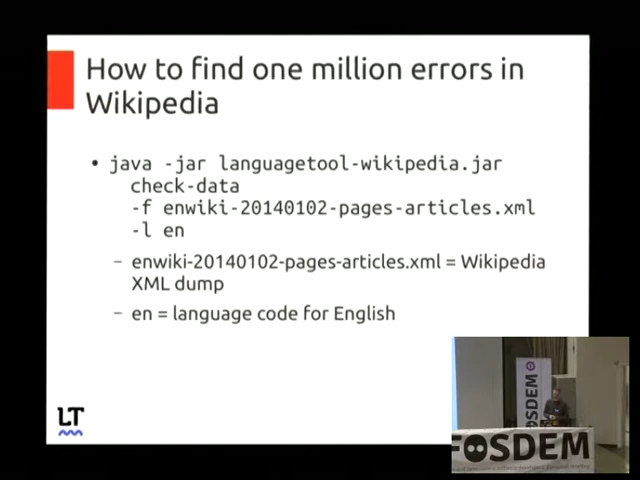 How to find one million errors in
Wikipedia
• java -jar languagetool-wikipedia.jar
check-data
-f enwiki-20140102-pages-articles.xml
-l en
– enwiki-20140102-pages-articles.xml = Wikipedia
XML dump
– en = language code for English
LT
FOSDEM
FOSDEM